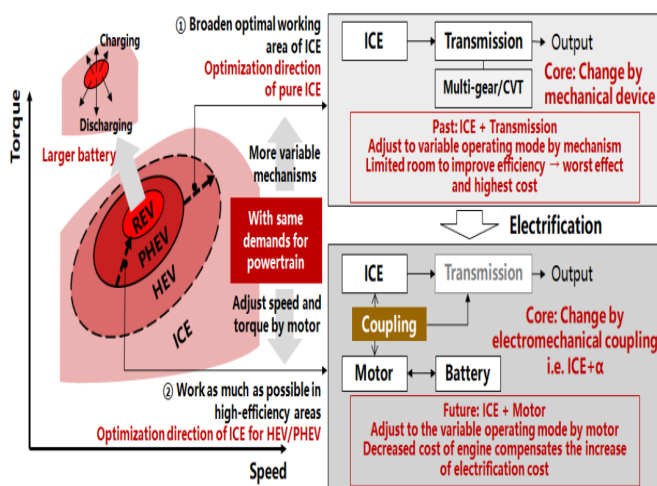 Charging
Discharging
Larger battery
Torque
Speed
REV
PHEV
HEV
ICE
① Broaden optimal working
area of ICE
Optimization direction
of pure ICE
More variable
mechanisms
With same
demands for
powertrain
Adjust speed and
torque by motor
② Work as much as possible in
high-efficiency areas
Optimization direction of ICE for HEV/PHEV
ICE
Transmission
Output
Multi-gear/CVT
Core: Change by
mechanical device
Past: ICE + Transmission
Adjust to variable operating mode by mechanism
Limited room to improve efficiency → worst effect
and highest cost
Electrification
ICE
Transmission
Output
Coupling
Motor
Battery
Core: Change by
electromechanical coupling
i.e. ICE+α
Future: ICE + Motor
Adjust to the variable operating mode by motor
Decreased cost of engine compensates the increase
of electrification cost